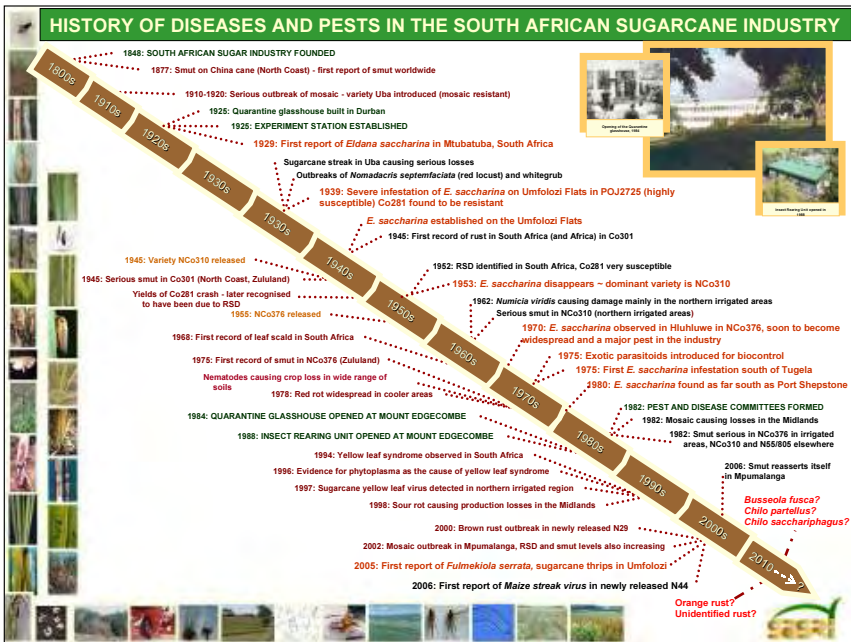 HISTORY OF DISEASES AND PESTS IN THE SOUTH AFRICAN SUGARCANE INDUSTRY
1848: SOUTH AFRICAN SUGAR INDUSTRY FOUNDED
1877: Smut on China cane (North Coast) - first report of smut worldwide
1800s
1910-1920: Serious outbreak of mosaic - variety Uba introduced (mosaic resistant)
1910s
1925: Quarantine glasshouse built in Durban
1925: EXPERIMENT STATION ESTABLISHED
1920s
1929: First report of Eldana saccharina in Mtubatuba, South Africa
Opening of the Quarantine
glasshouse, 1984
Insect Rearing Unit opened in
1988
Sugarcane streak in Uba causing serious losses
Outbreaks of Nomadacris septemfaciata (red locust) and whitegrub
1930s
1939: Severe infestation of E. saccharina on Umfolozi Flats in POJ2725 (highly
susceptible) Co281 found to be resistant
1930s
E. saccharina established on the Umfolozi Flats
1945: First record of rust in South Africa (and Africa) in Co301
1945: Variety NCo310 released
1940s
1945: Serious smut in Co301 (North Coast, Zululand)
1952: RSD identified in South Africa, Co281 very susceptible
1953: E. saccharina disappears ~ dominant variety is NCo310
Yields of Co281 crash - later recognised
to have been due to RSD
1950s
1962: Numicia viridis causing damage mainly in the northern irrigated areas
Serious smut in NCo310 (northern irrigated areas)
1955: NCo376 released
1970: E. saccharina observed in Hluhluwe in NCo376, soon to become
widespread and a major pest in the industry
1968: First record of leaf scald in South Africa
1960s
1975: Exotic parasitoids introduced for biocontrol
1975: First E. saccharina infestation south of Tugela
1975: First record of smut in NCo376 (Zululand)
Nematodes causing crop loss in wide range of
soils
1980: E. saccharina found as far south as Port Shepstone
1978: Red rot widespread in cooler areas
1970s
1982: PEST AND DISEASE COMMITTEES FORMED
1984: QUARANTINE GLASSHOUSE OPENED AT MOUNT EDGECOMBE
1982: Mosaic causing losses in the Midlands
1982: Smut serious in NCo376 in irrigated
areas, NCo310 and N55/805 elsewhere
1988: INSECT REARING UNIT OPENED AT MOUNT EDGECOMBE
1980s
1994: Yellow leaf syndrome observed in South Africa
2006: Smut reasserts itself
in Mpumalanga
1996: Evidence for phytoplasma as the cause of yellow leaf syndrome
1990s
1997: Sugarcane yellow leaf virus detected in northern irrigated region
Busseola fusca?
Chilo partellus?
Chilo sacchariphagus?
1998: Sour rot causing production losses in the Midlands
2000s
2000: Brown rust outbreak in newly released N29
2002: Mosaic outbreak in Mpumalanga, RSD and smut levels also increasing
2005: First report of Fulmekiola serrata, sugarcane thrips in Umfolozi
2010
?
2006: First report of Maize streak virus in newly released N44
Orange rust?
Unidentified rust?